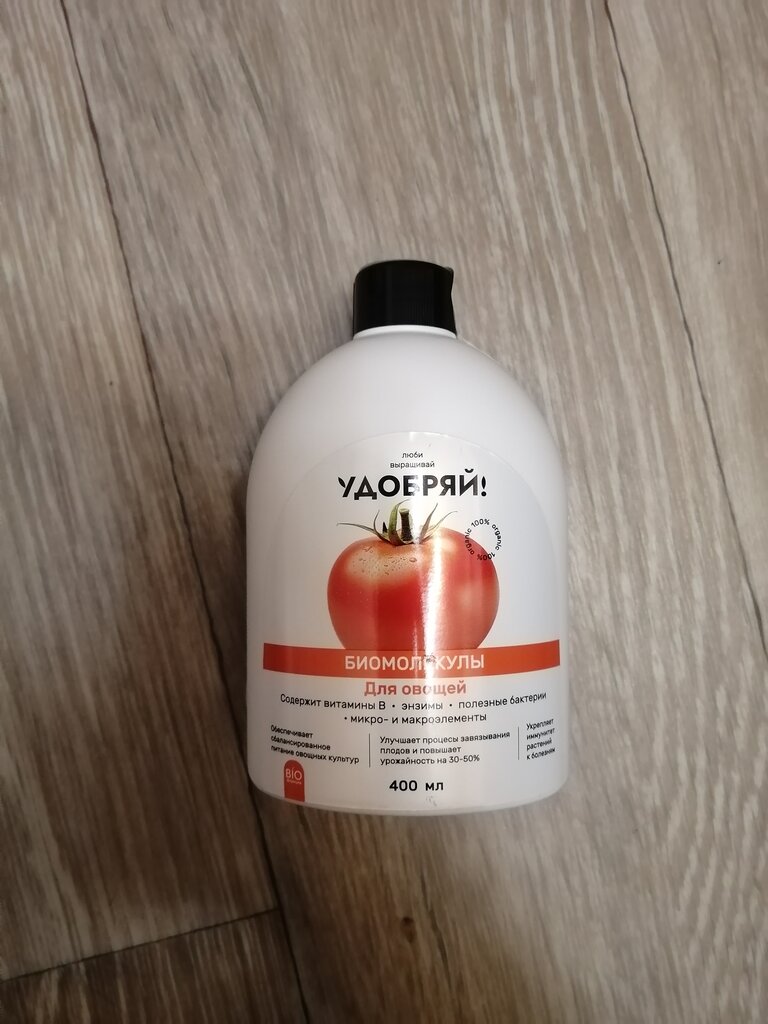 люби
выращивай
УДОБРЯЙ!
100% organic 100% organic
БИОМОЛЕКУЛЫ
Для овощей
Содержит витамины В • энзимы • полезные бактерии
• микро- и макроэлементы
Обеспечивает
сбалансированное
питание овощных культур
Улучшает процессы завязывания
плодов и повышает
урожайность на 30-50%
Укрепляет
иммунитет
растений
к болезням
BIO
400 мл